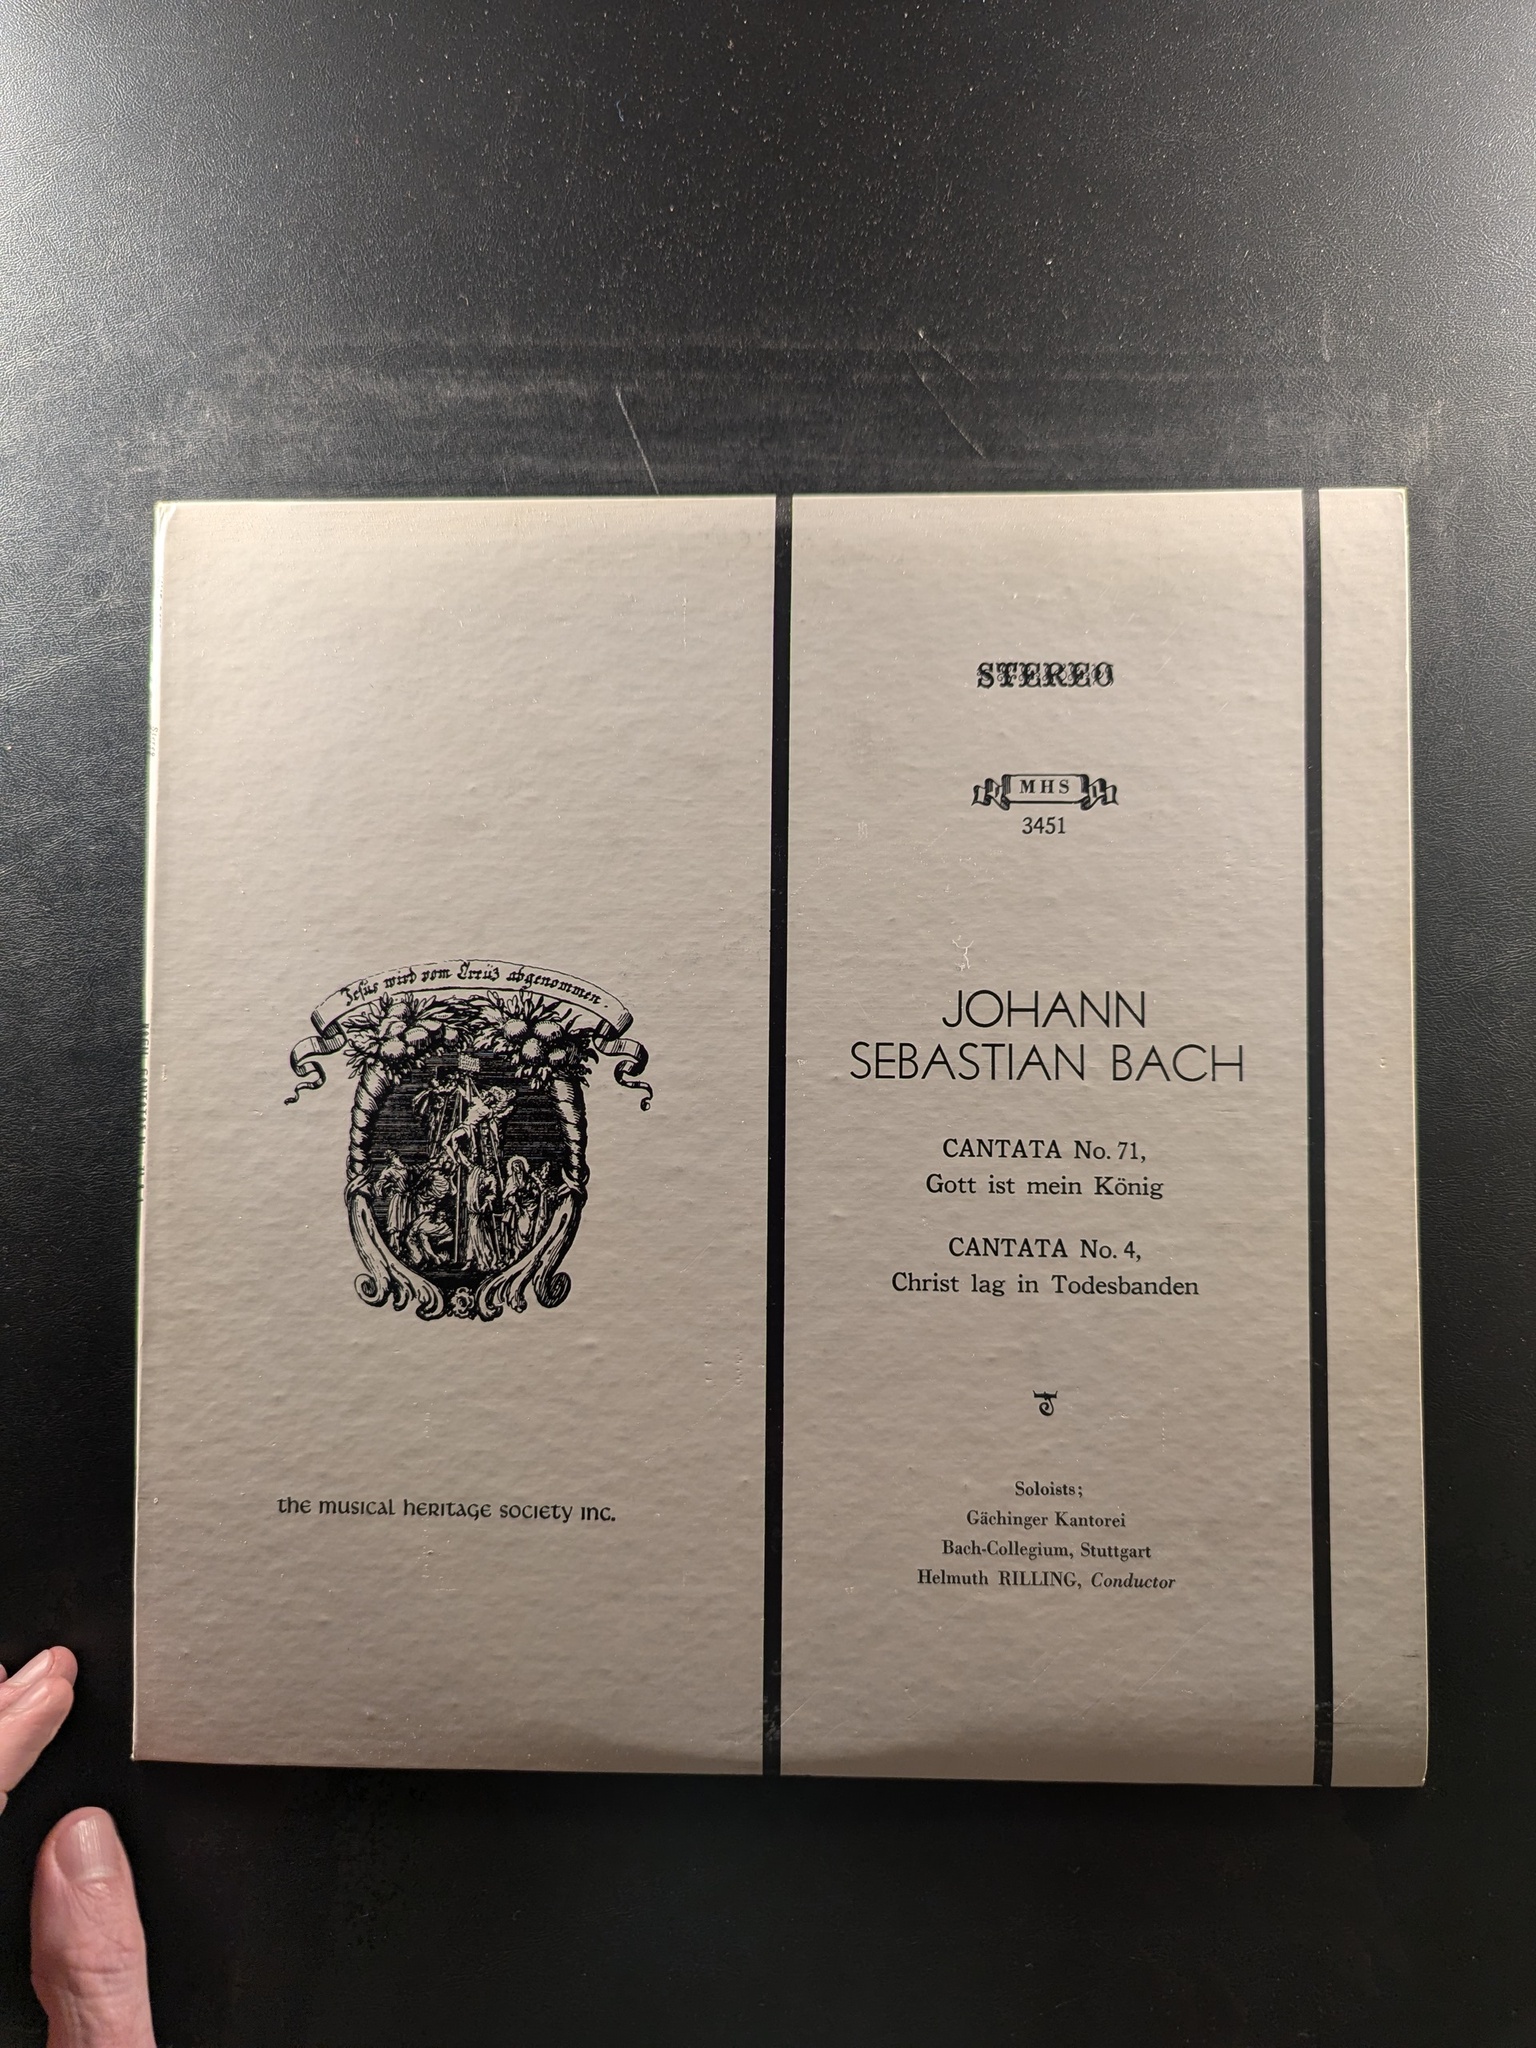 Jesus wird vom Creüz abgenommen.
the musical heritage society inc.
STEREO
MHS
3451
JOHANN
SEBASTIAN BACH
CANTATA No. 71,
Gott ist mein König
CANTATA No. 4,
Christ lag in Todesbanden
Soloists;
Gächinger Kantorei
Bach-Collegium, Stuttgart
Helmuth RILLING, Conductor